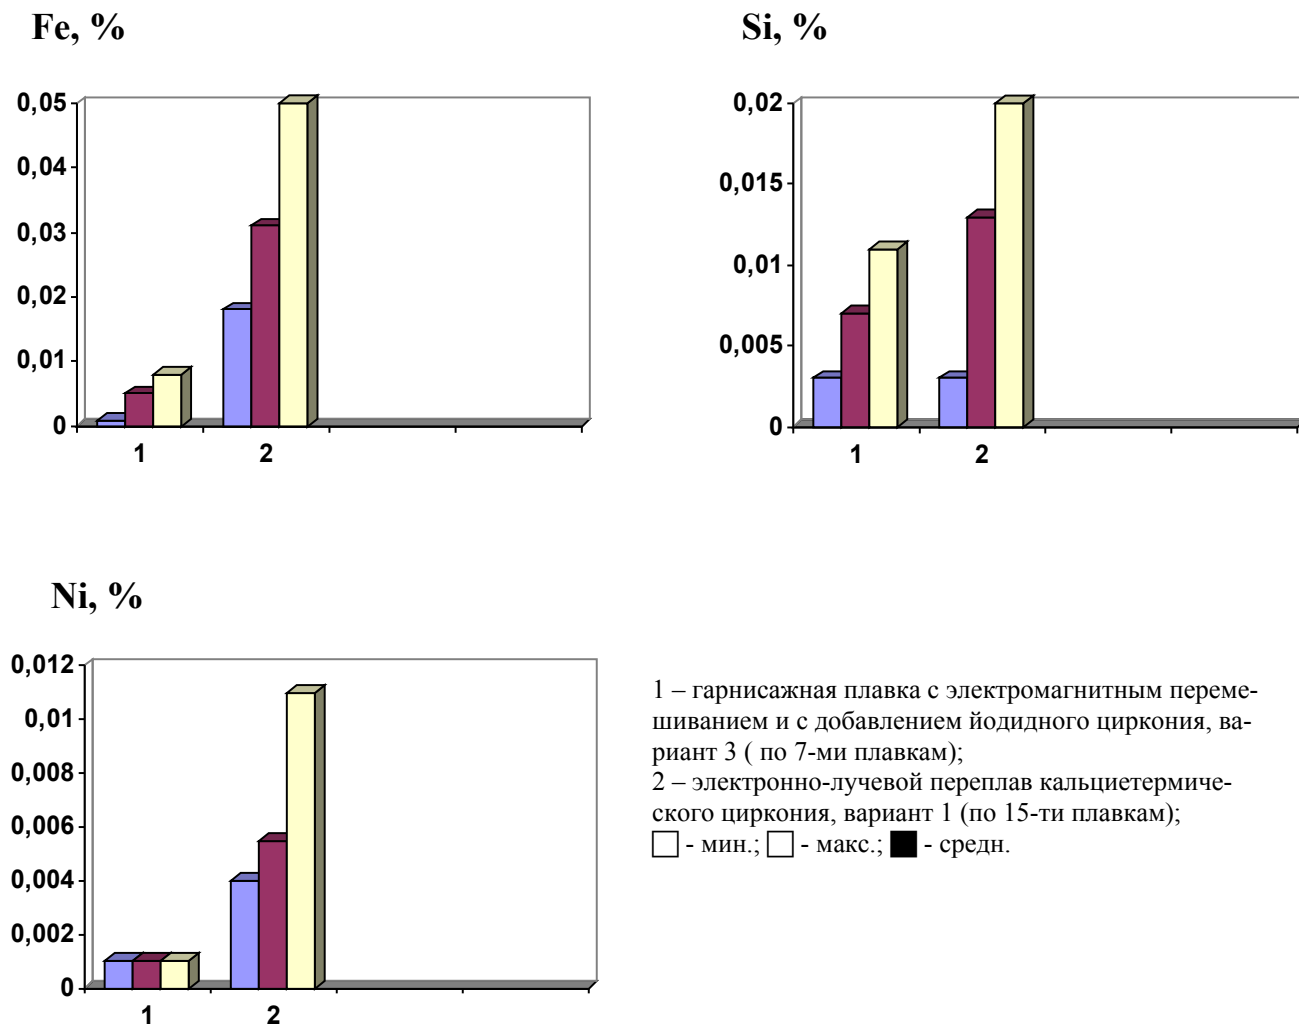 Fe, %
0,05
0,04
0,03
0,02
0,01
0
1 2
Si, %
0,02
0,015
0,01
0,005
0
1 2
Ni, %
0,012
0,01
0,008
0,006
0,004
0,002
0
1 2
1 – гарнисажная плавка с электромагнитным переме-
шиванием и с добавлением йодидного циркония, ва-
риант 3 ( по 7-ми плавкам);
2 – электронно-лучевой переплав кальциетермиче-
ского циркония, вариант 1 (по 15-ти плавкам);
- мин.; - макс.; - средн.